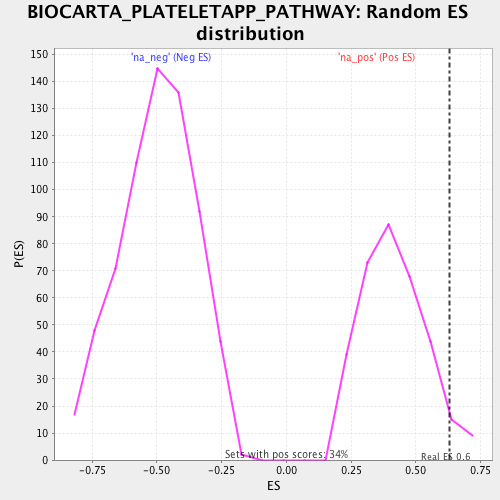 BIOCARTA_PLATELETAPP_PATHWAY: Random ES
distribution
'na_neg' (Neg ES)
'na_pos' (Pos ES)
150
140
130
120
110
100
90
80
70
60
50
40
30
20
10
0
P(ES)
Sets with pos scores: 34%
Real ES 0.6
-0.75
-0.50
-0.25
0.00
0.25
0.50
0.75
ES